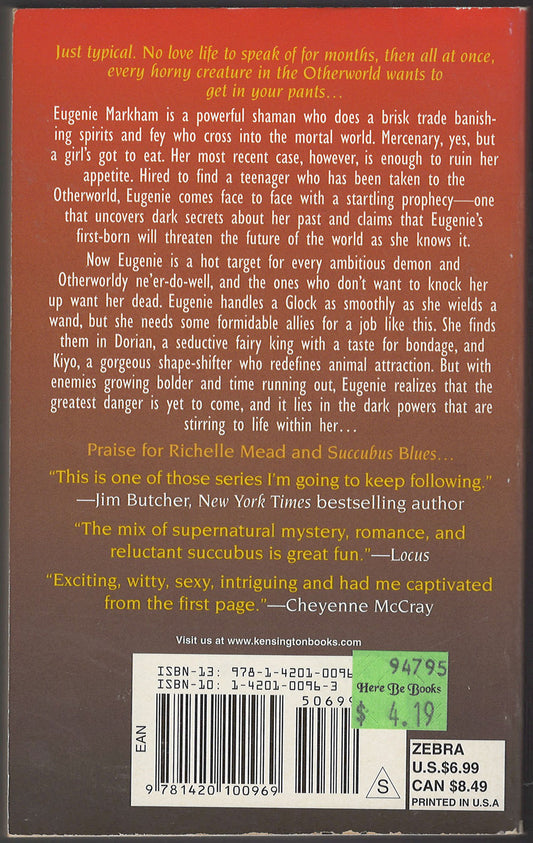 Just typical. No love life to speak of for months, then all at once,
every horny creature in the Otherworld wants to
get in your pants…
Eugenie Markham is a powerful shaman who does a brisk trade banish-
ing spirits and fey who cross into the mortal world. Mercenary, yes, but
a girl's got to eat. Her most recent case, however, is enough to ruin her
appetite. Hired to find a teenager who has been taken to the
Otherworld, Eugenie comes face to face with a startling prophecy—one
that uncovers dark secrets about her past and claims that Eugenie's
first-born will threaten the future of the world as she knows it.
Now Eugenie is a hot target for every ambitious demon and
Otherworldy ne'er-do-well, and the ones who don't want to knock her
up want her dead. Eugenie handles a Glock as smoothly as she wields a
wand, but she needs some formidable allies for a job like this. She finds
them in Dorian, a seductive fairy king with a taste for bondage, and
Kiyo, a gorgeous shape-shifter who redefines animal attraction. But with
enemies growing bolder and time running out, Eugenie realizes that the
greatest danger is yet to come, and it lies in the dark powers that are
stirring to life within her…
Praise for Richelle Mead and Succubus Blues…
"This is one of those series I'm going to keep following."
—Jim Butcher, New York Times bestselling author
"The mix of supernatural mystery, romance, and
reluctant succubus is great fun."—Locus
"Exciting, witty, sexy, intriguing and had me captivated
from the first page."—Cheyenne McCray
Visit us at www.kensingtonbooks.com
ISBN-13: 978-1-4201-0096
ISBN-10: 1-4201-0096-3
5069
94795
Here Be Books
$ 4.19
EAN
9 781420 100969
S
ZEBRA
U.S.$6.99
CAN $8.49
PRINTED IN U.S.A